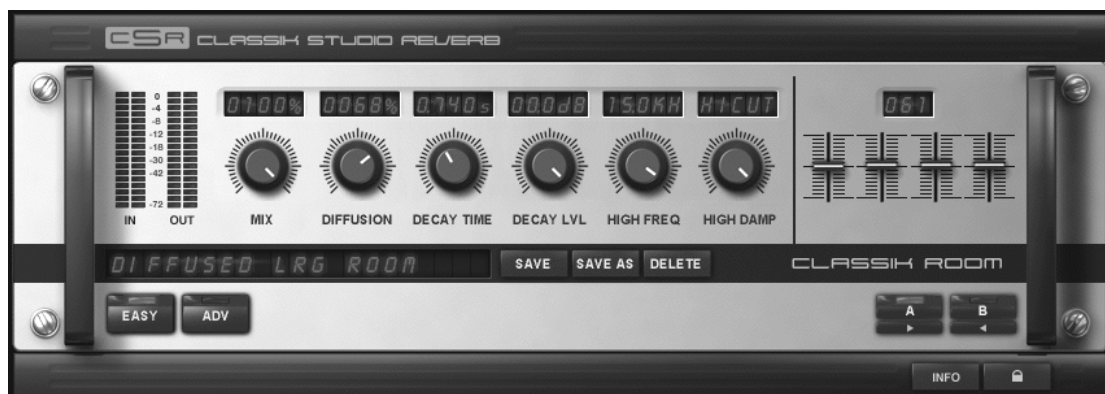 CSR CLASSIK STUDIO REVERB
0100% 0068% 0.740s 00.0dB 15.0KH HICUT 061
0
-4
-8
-12
-18
-30
-42
-72
IN OUT MIX DIFFUSION DECAY TIME DECAY LVL HIGH FREQ HIGH DAMP
DIFFUSED LRG ROOM SAVE SAVE AS DELETE CLASSIK ROOM
EASY ADV A B
INFO